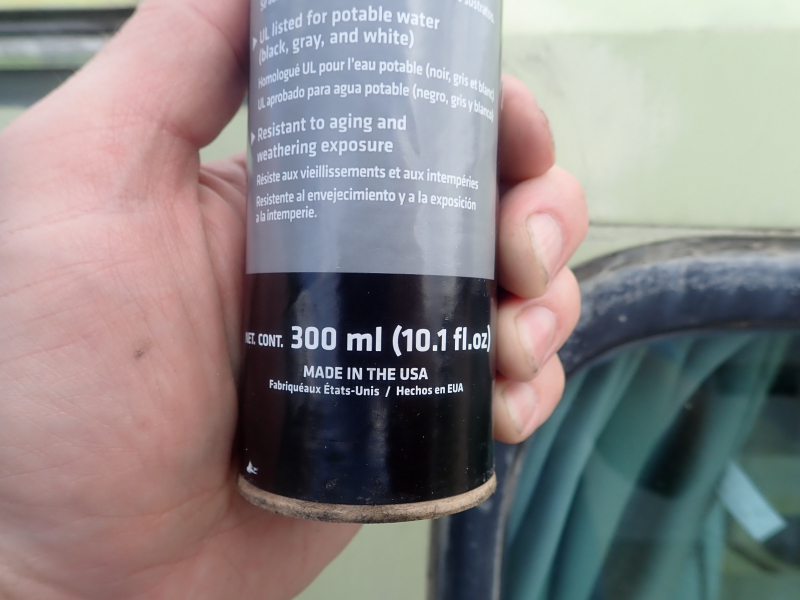 UL listed for potable water
(black, gray, and white)
Homologué UL pour l'eau potable (noir, gris et blanc)
UL aprobado para agua potable (negro, gris y blanco)
Resistant to aging and
weathering exposure
Résiste aux vieillissements et aux intempéries
Resistente al envejecimiento y a la exposición
a la intemperie.
NET. CONT. 300 ml (10.1 fl.oz)
MADE IN THE USA
Fabriquéaux États-Unis / Hechos en EUA